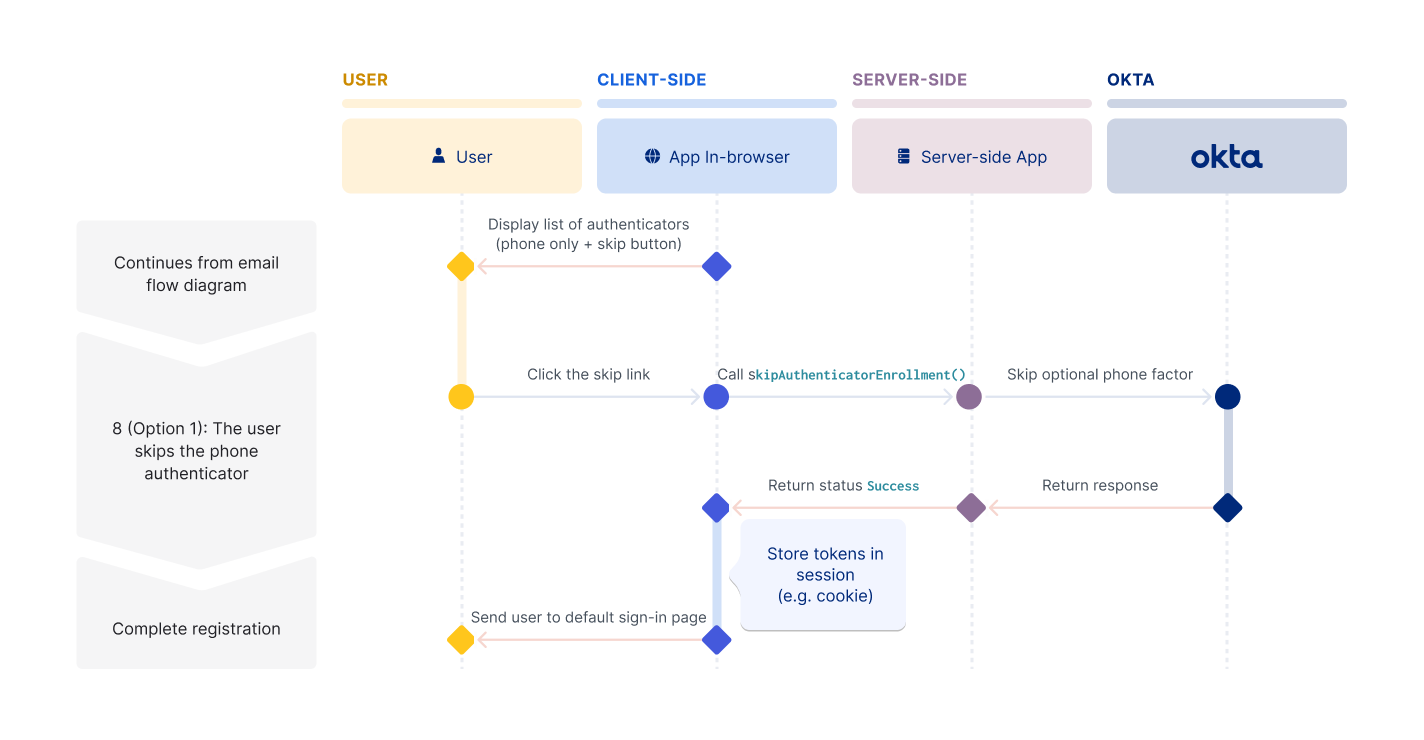 USER
CLIENT-SIDE
SERVER-SIDE
OKTA
User
App In-browser
Server-side App
okta
Display list of authenticators
(phone only + skip button)
Continues from email
flow diagram
Click the skip link
Call skipAuthenticatorEnrollment()
Skip optional phone factor
8 (Option 1): The user
skips the phone
authenticator
Return status Success
Return response
Store tokens in
session
(e.g. cookie)
Send user to default sign-in page
Complete registration